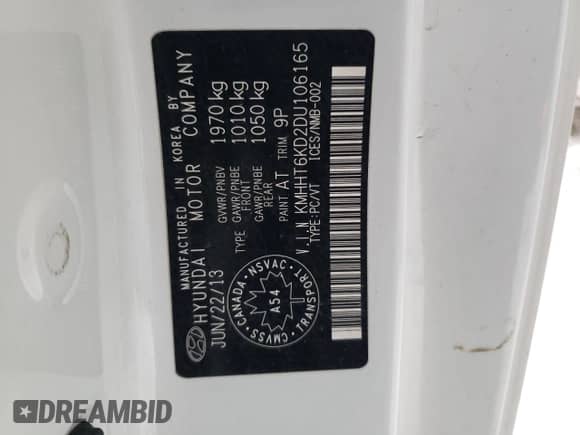 MANUFACTURED IN KOREA BY
HYUNDAI MOTOR COMPANY
JUN/22/13
GVWR/PNBV 1970 kg
TYPE GAWR/PNBE FRONT 1010 kg
GAWR/PNBE REAR 1050 kg
PAINT AT TRIM 9P
V.I.N KMHHT6KD2DU106165
TYPE:PC/VT ICES/NMB-002
CANADA · NSVAC · TRANSPORT · CMVSS
A54
DREAMBID